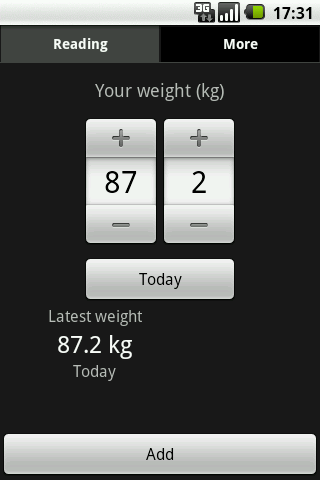 3G 17:31
Reading More
Your weight (kg)
+ +
87 2
− −
Today
Latest weight
87.2 kg
Today
Add